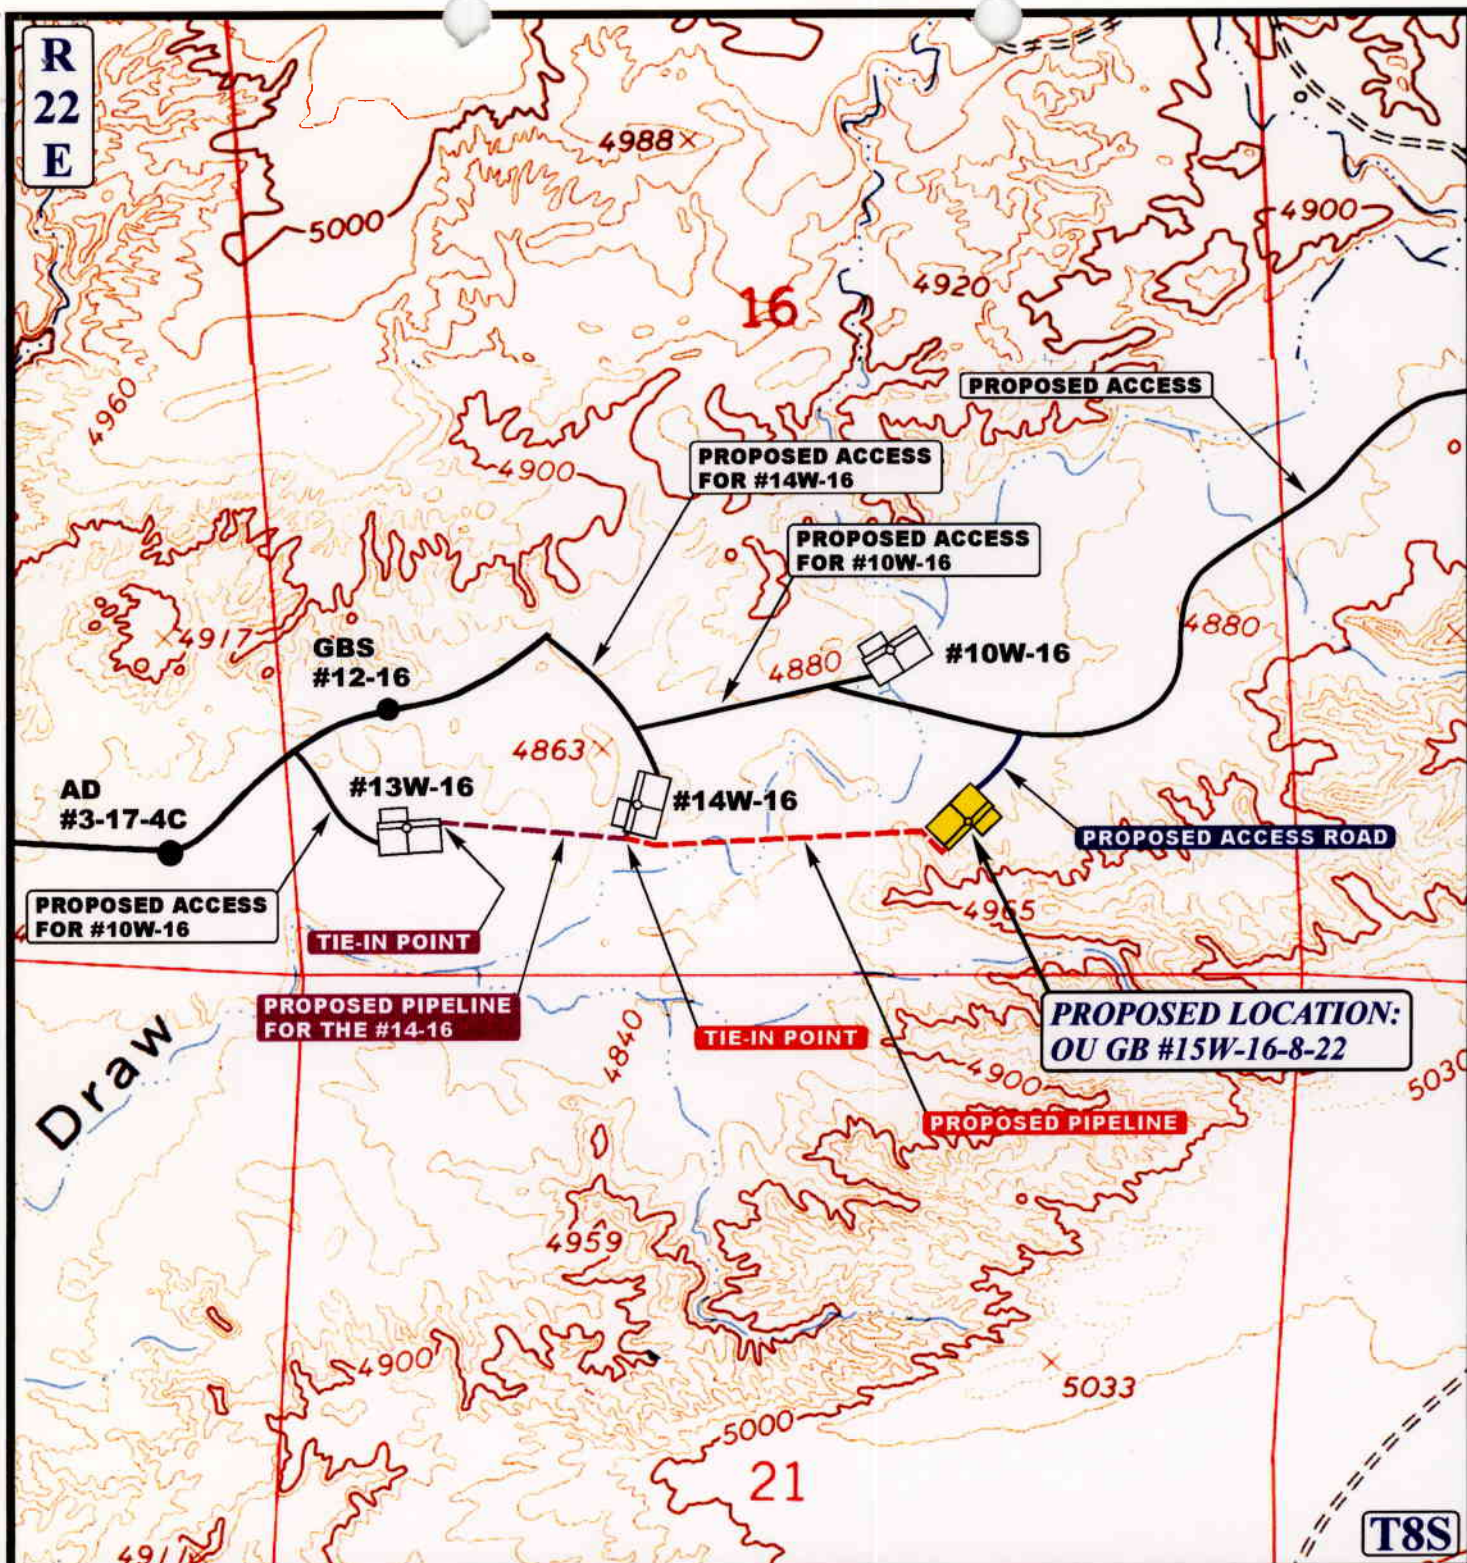 R
22
E
4988
5000
4900
4920
16
4960
PROPOSED ACCESS
PROPOSED ACCESS
FOR #14W-16
4900
PROPOSED ACCESS
FOR #10W-16
4917
GBS
#12-16
4880
#10W-16
4880
4863
AD
#3-17-4C
#13W-16
#14W-16
PROPOSED ACCESS ROAD
PROPOSED ACCESS
FOR #10W-16
TIE-IN POINT
4965
PROPOSED PIPELINE
FOR THE #14-16
TIE-IN POINT
PROPOSED LOCATION:
OU GB #15W-16-8-22
4840
Draw
4900
5030
PROPOSED PIPELINE
4959
4900
5033
5000
21
T8S